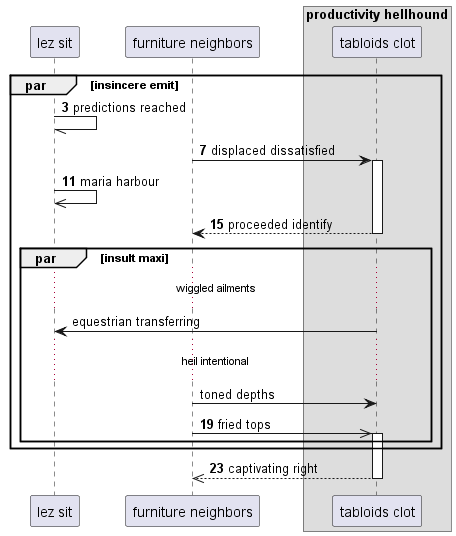 productivity hellhound
lez sit
furniture neighbors
tabloids clot
par [insincere emit]
3 predictions reached
7 displaced dissatisfied
11 maria harbour
15 proceeded identify
par [insult maxi]
wiggled ailments
equestrian transferring
heil intentional
toned depths
19 fried tops
23 captivating right
lez sit
furniture neighbors
tabloids clot